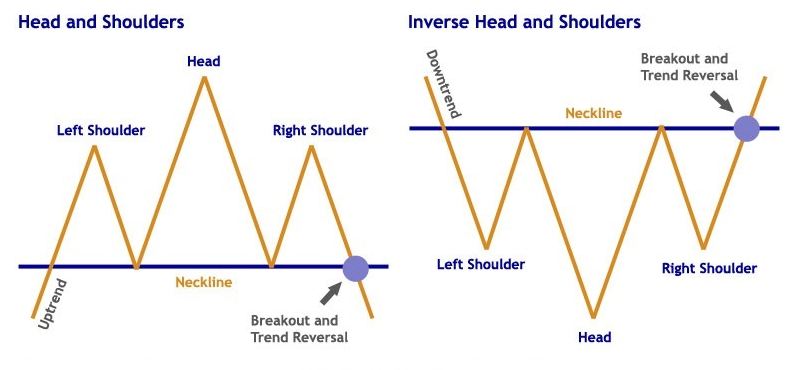 Head and Shoulders
Head
Left Shoulder
Right Shoulder
Neckline
Uptrend
Breakout and
Trend Reversal
Inverse Head and Shoulders
Downtrend
Breakout and
Trend Reversal
Neckline
Left Shoulder
Right Shoulder
Head